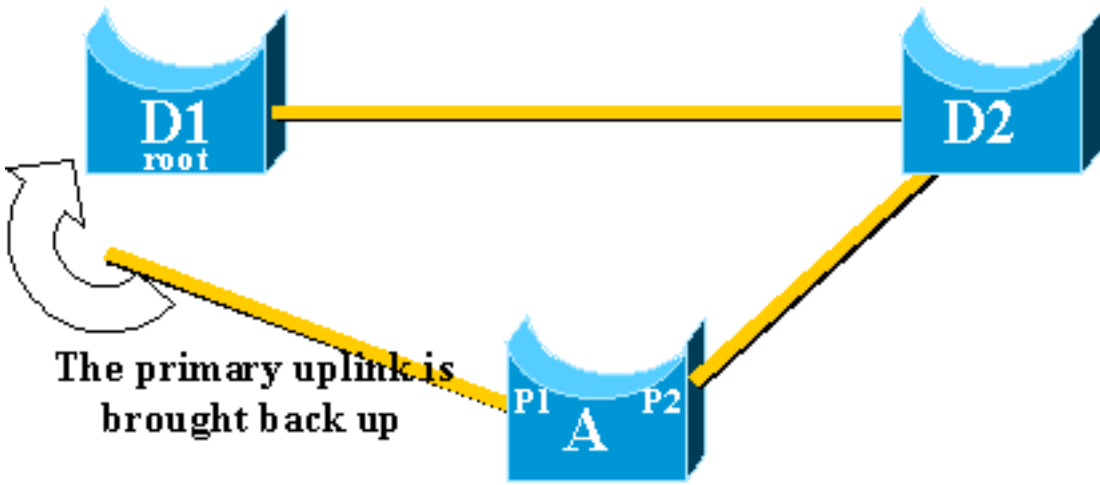 D1
root
D2
The primary uplink is
brought back up
P1
P2
A